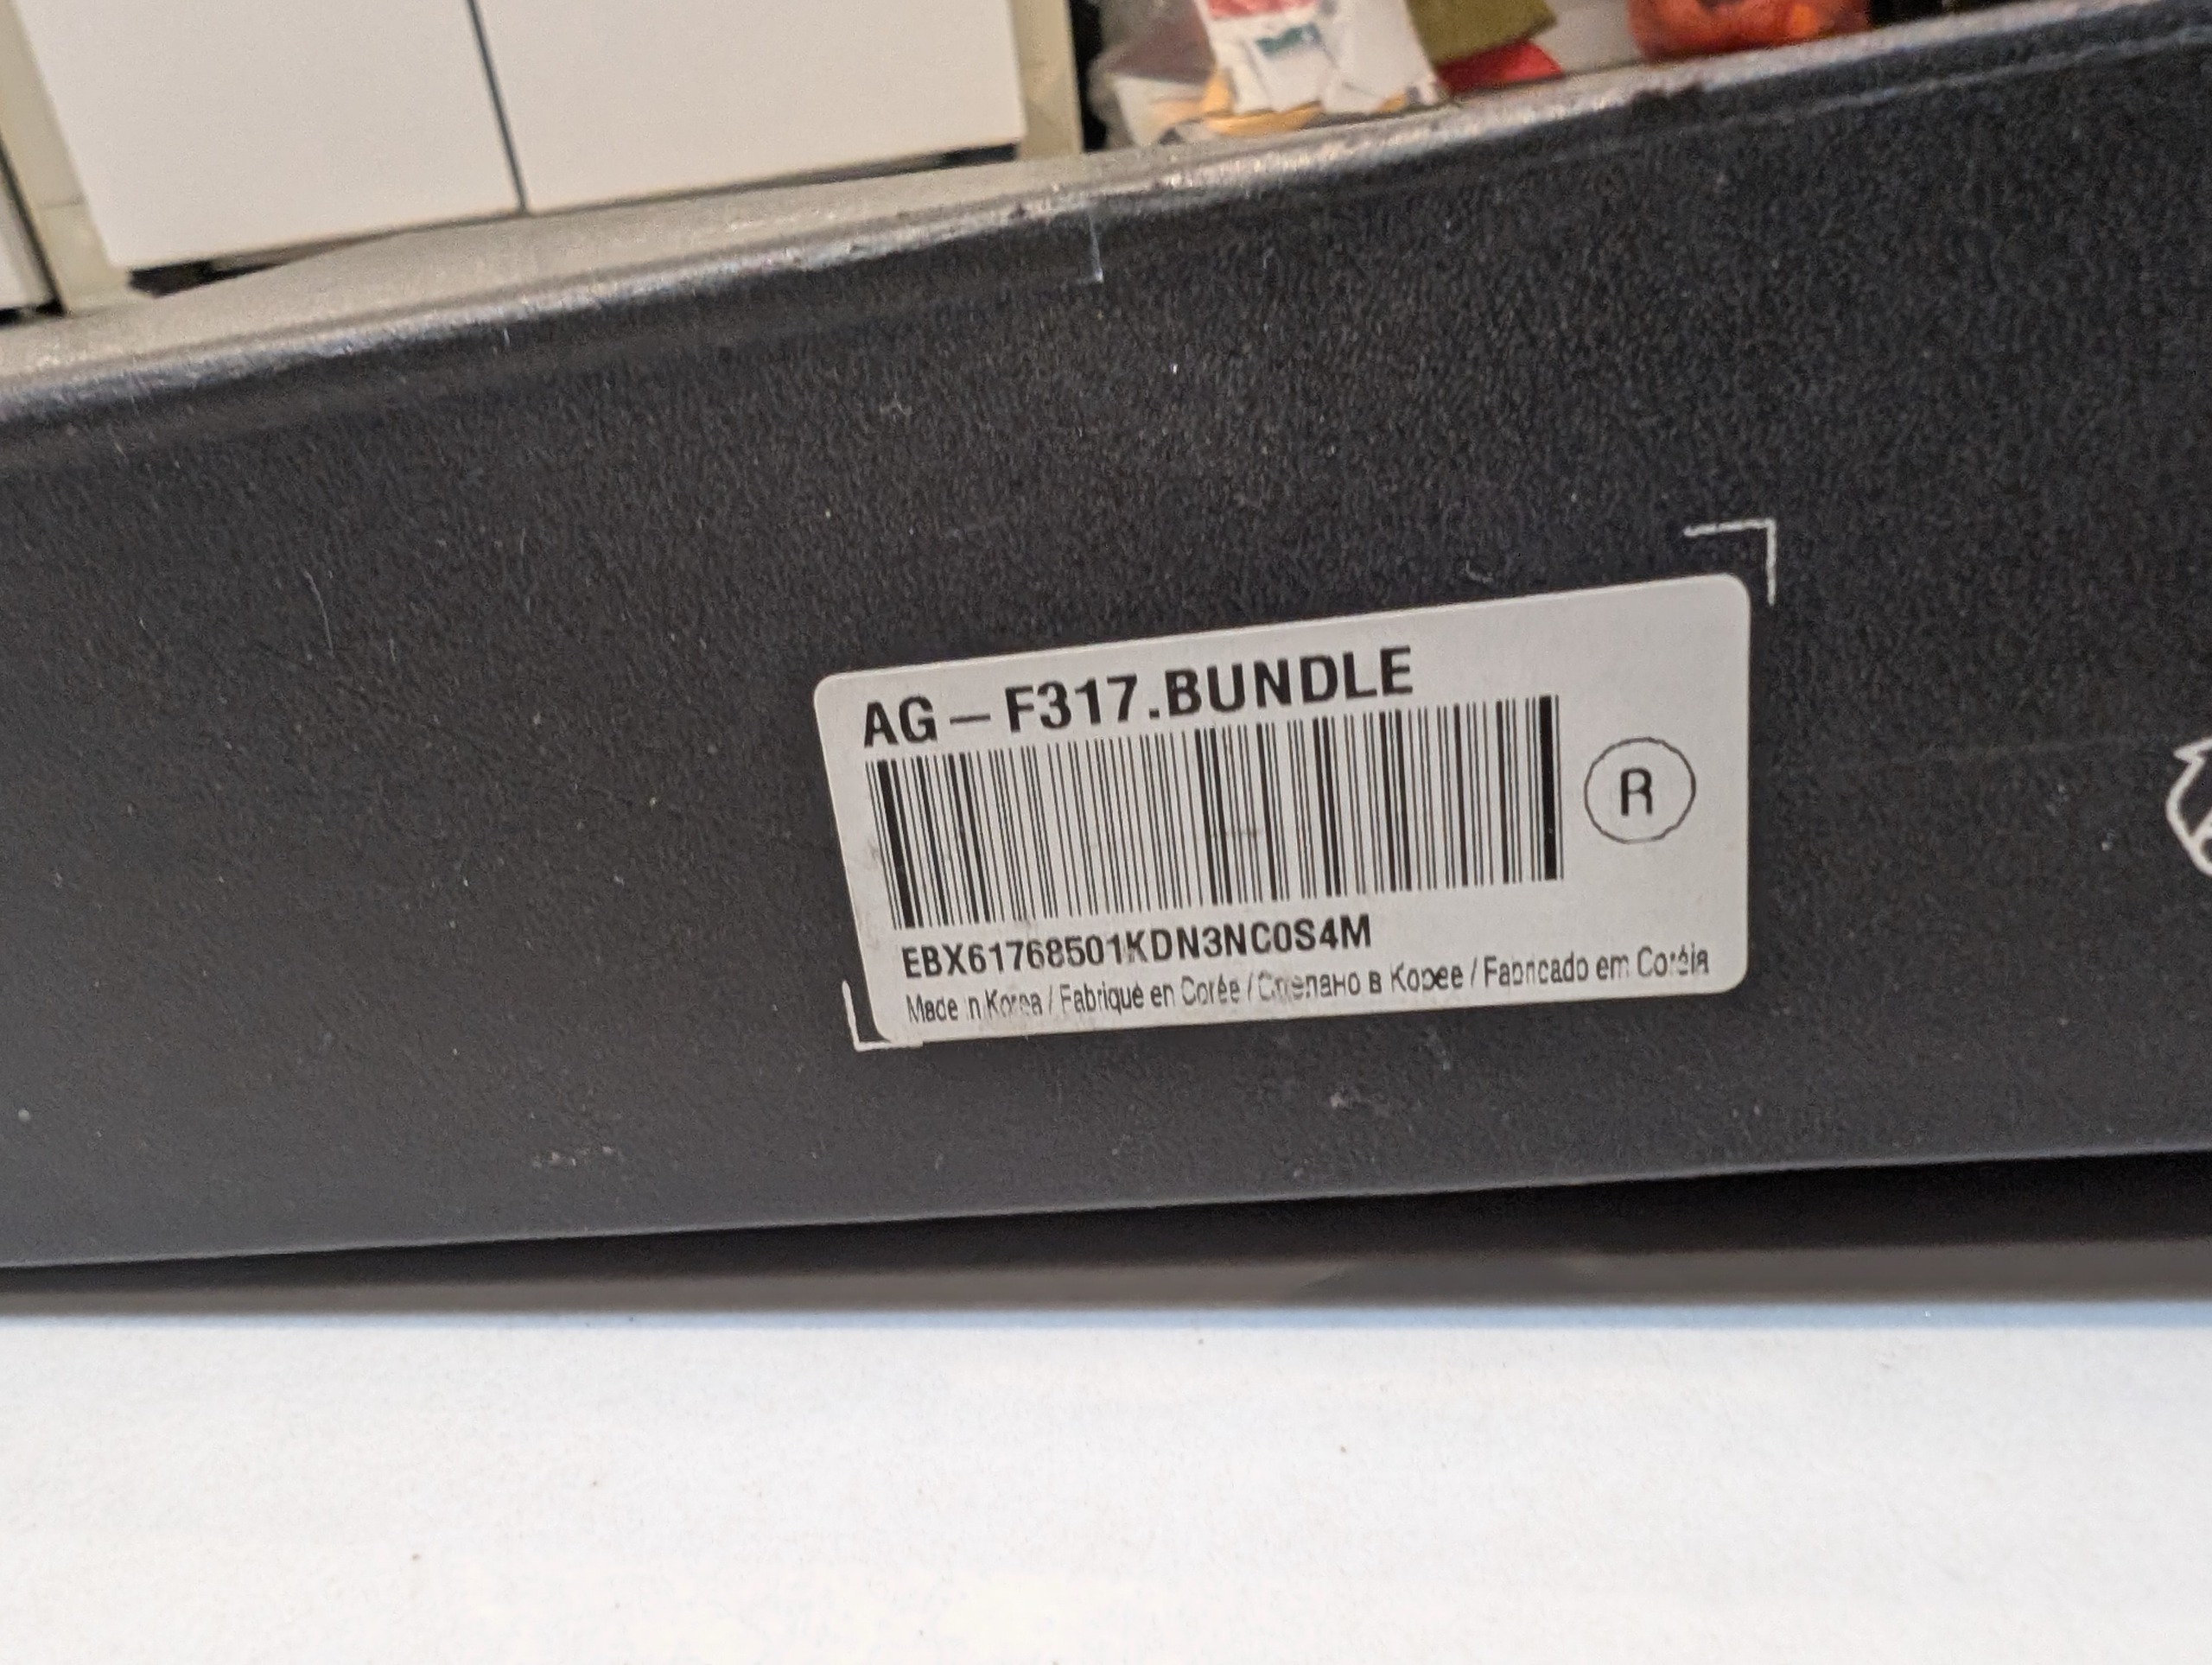 AG-F317.BUNDLE
R
EBX61768501KDN3NC0S4M
Made in Korea / Fabriqué en Corée / Сделано в Корее / Fabricado em Coréia